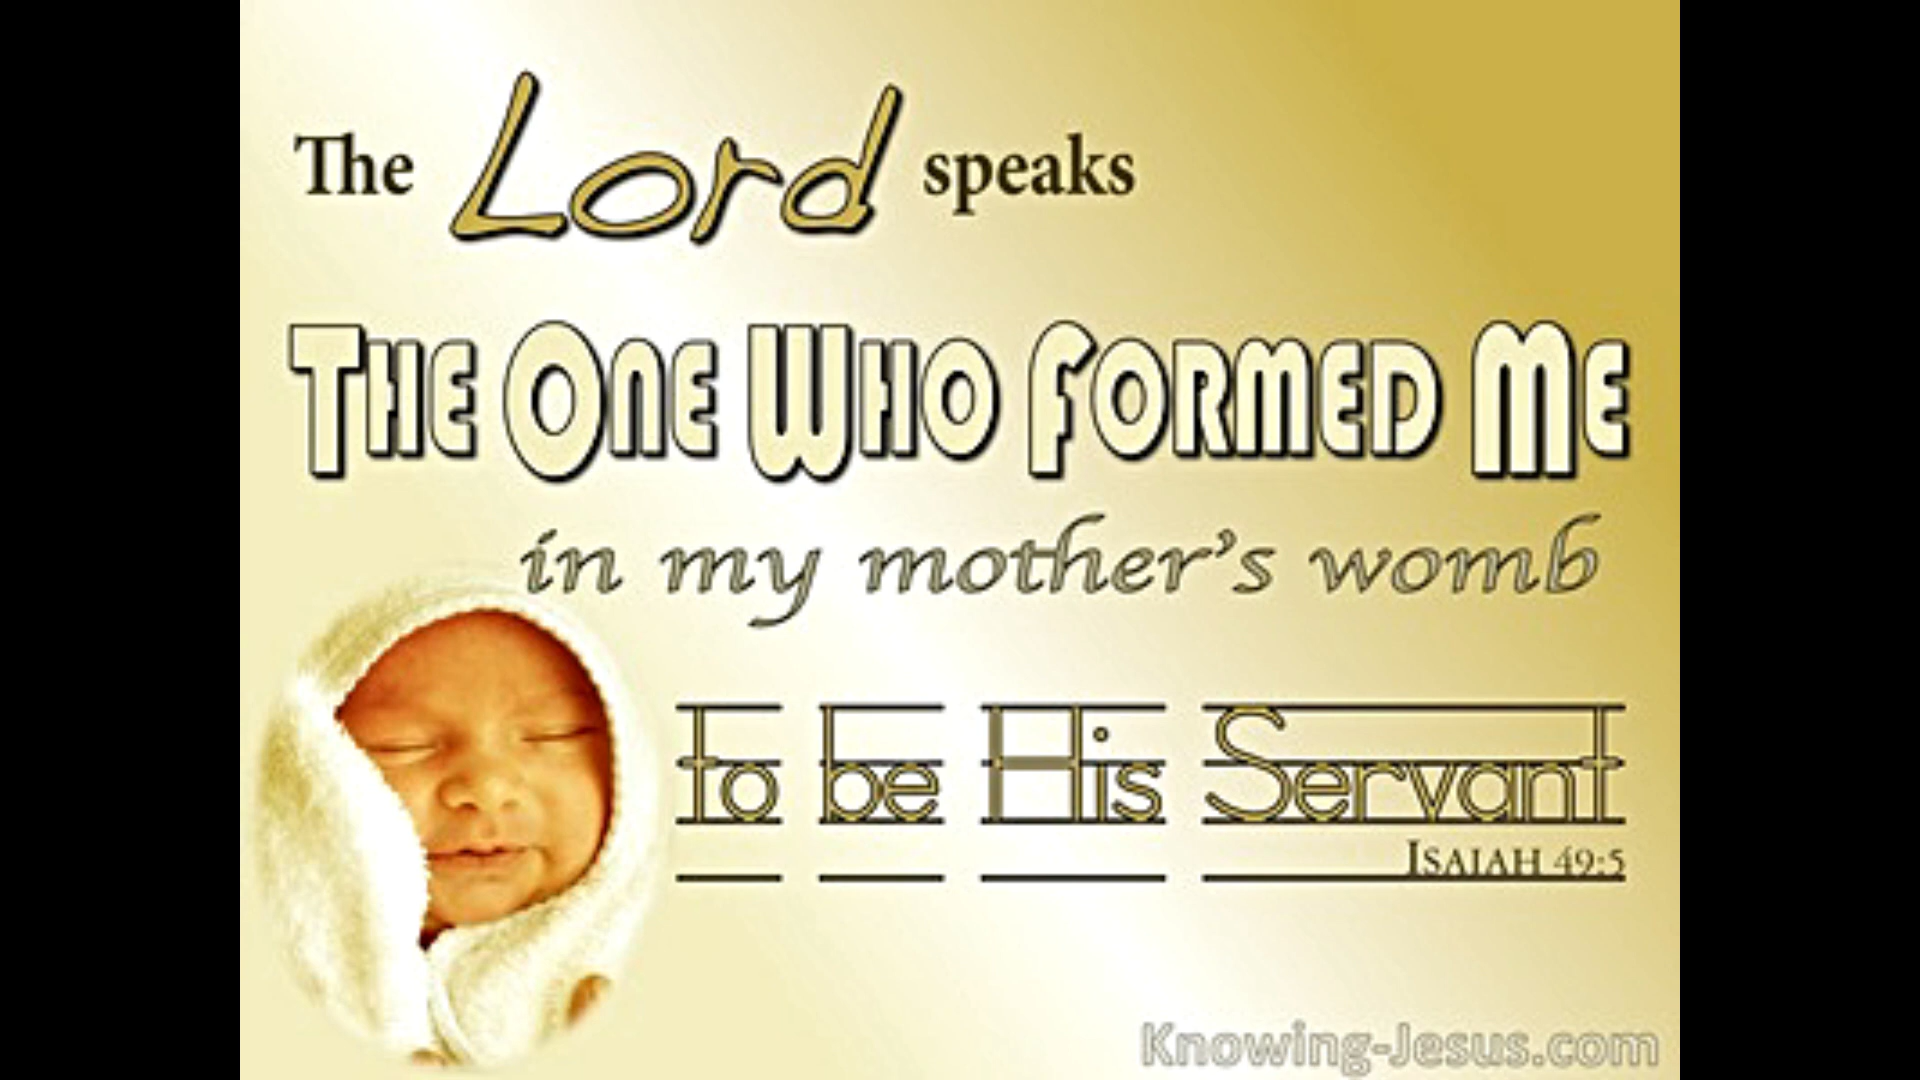 The Lord speaks
The One Who Formed Me
in my mother's womb
to be His Servant
Isaiah 49:5
Knowing-Jesus.com